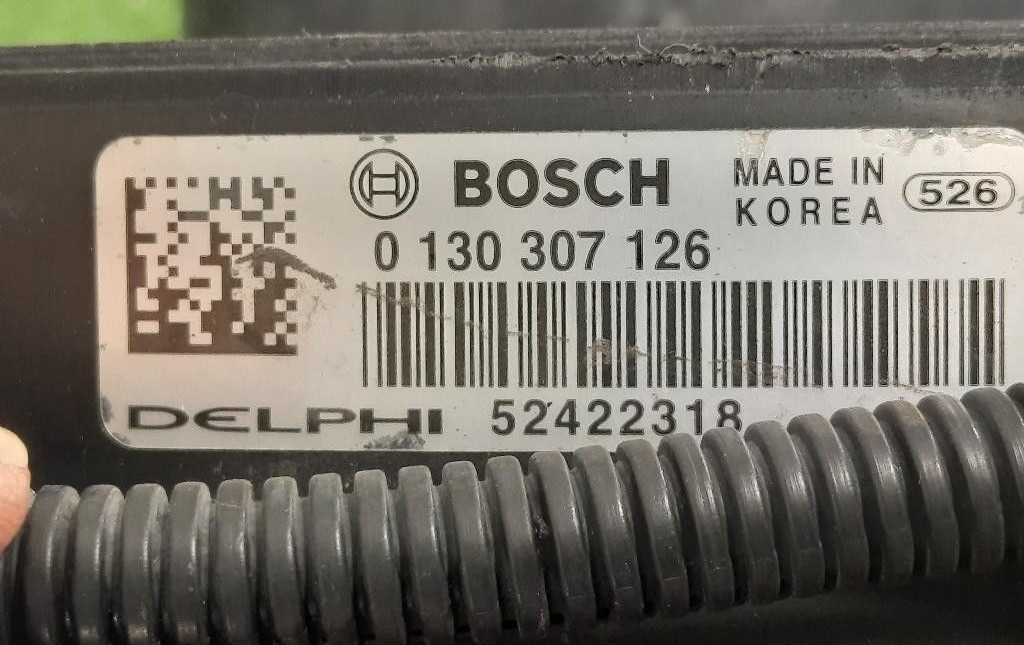 BOSCH
MADE IN
KOREA
526
0 130 307 126
DELPHI 52422318